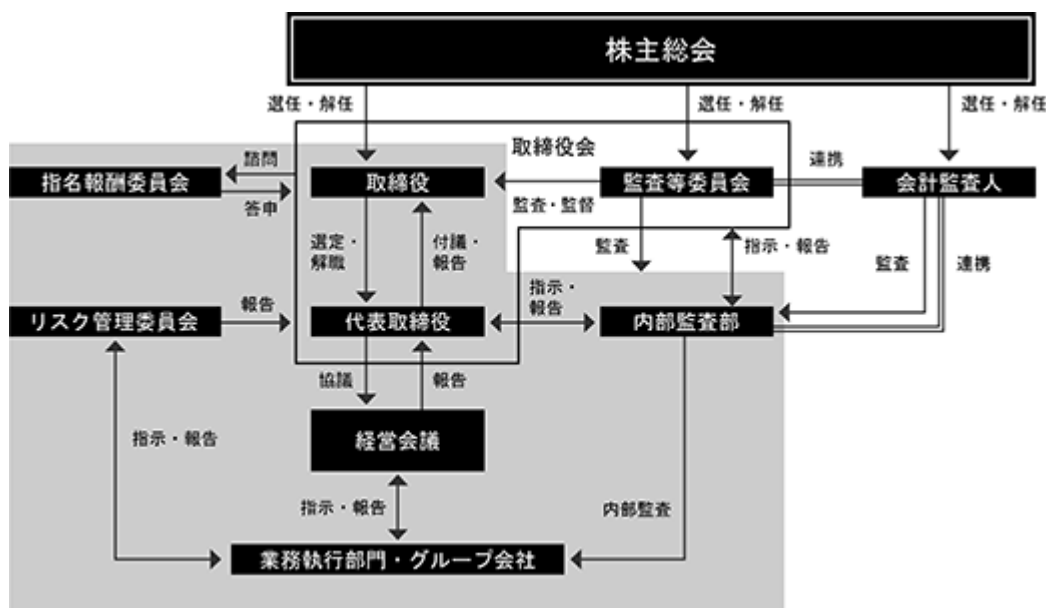 株主総会
選任・解任
選任・解任
選任・解任
取締役会
諮問
連携
指名報酬委員会
取締役
監査等委員会
会計監査人
答申
監査・監督
選定・
解職
付議・
報告
監査
指示・報告
監査
連携
指示・
報告
報告
リスク管理委員会
代表取締役
内部監査部
協議
報告
経営会議
指示・報告
指示・報告
内部監査
業務執行部門・グループ会社